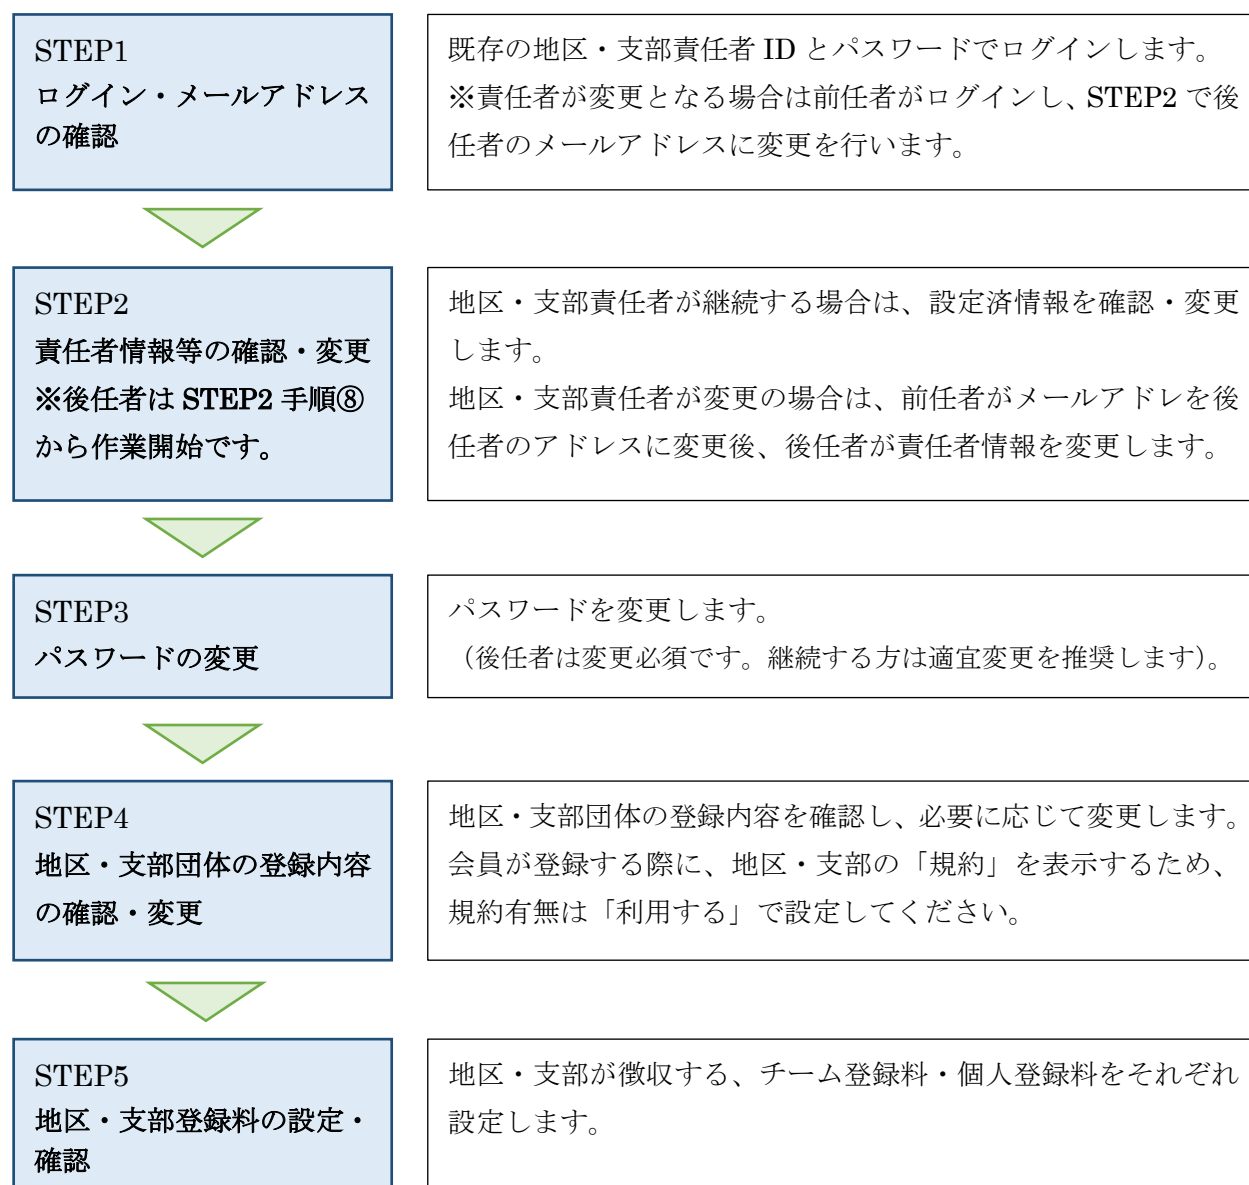 STEP1
ログイン・メールアドレス
の確認
既存の地区・支部責任者 ID とパスワードでログインします。
※責任者が変更となる場合は前任者がログインし、STEP2 で後
任者のメールアドレスに変更を行います。
STEP2
責任者情報等の確認・変更
※後任者は STEP2 手順⑧
から作業開始です。
地区・支部責任者が継続する場合は、設定済情報を確認・変更
します。
地区・支部責任者が変更の場合は、前任者がメールアドレを後
任者のアドレスに変更後、後任者が責任者情報を変更します。
STEP3
パスワードの変更
パスワードを変更します。
（後任者は変更必須です。継続する方は適宜変更を推奨します）。
STEP4
地区・支部団体の登録内容
の確認・変更
地区・支部団体の登録内容を確認し、必要に応じて変更します。
会員が登録する際に、地区・支部の「規約」を表示するため、
規約有無は「利用する」で設定してください。
STEP5
地区・支部登録料の設定・
確認
地区・支部が徴収する、チーム登録料・個人登録料をそれぞれ
設定します。